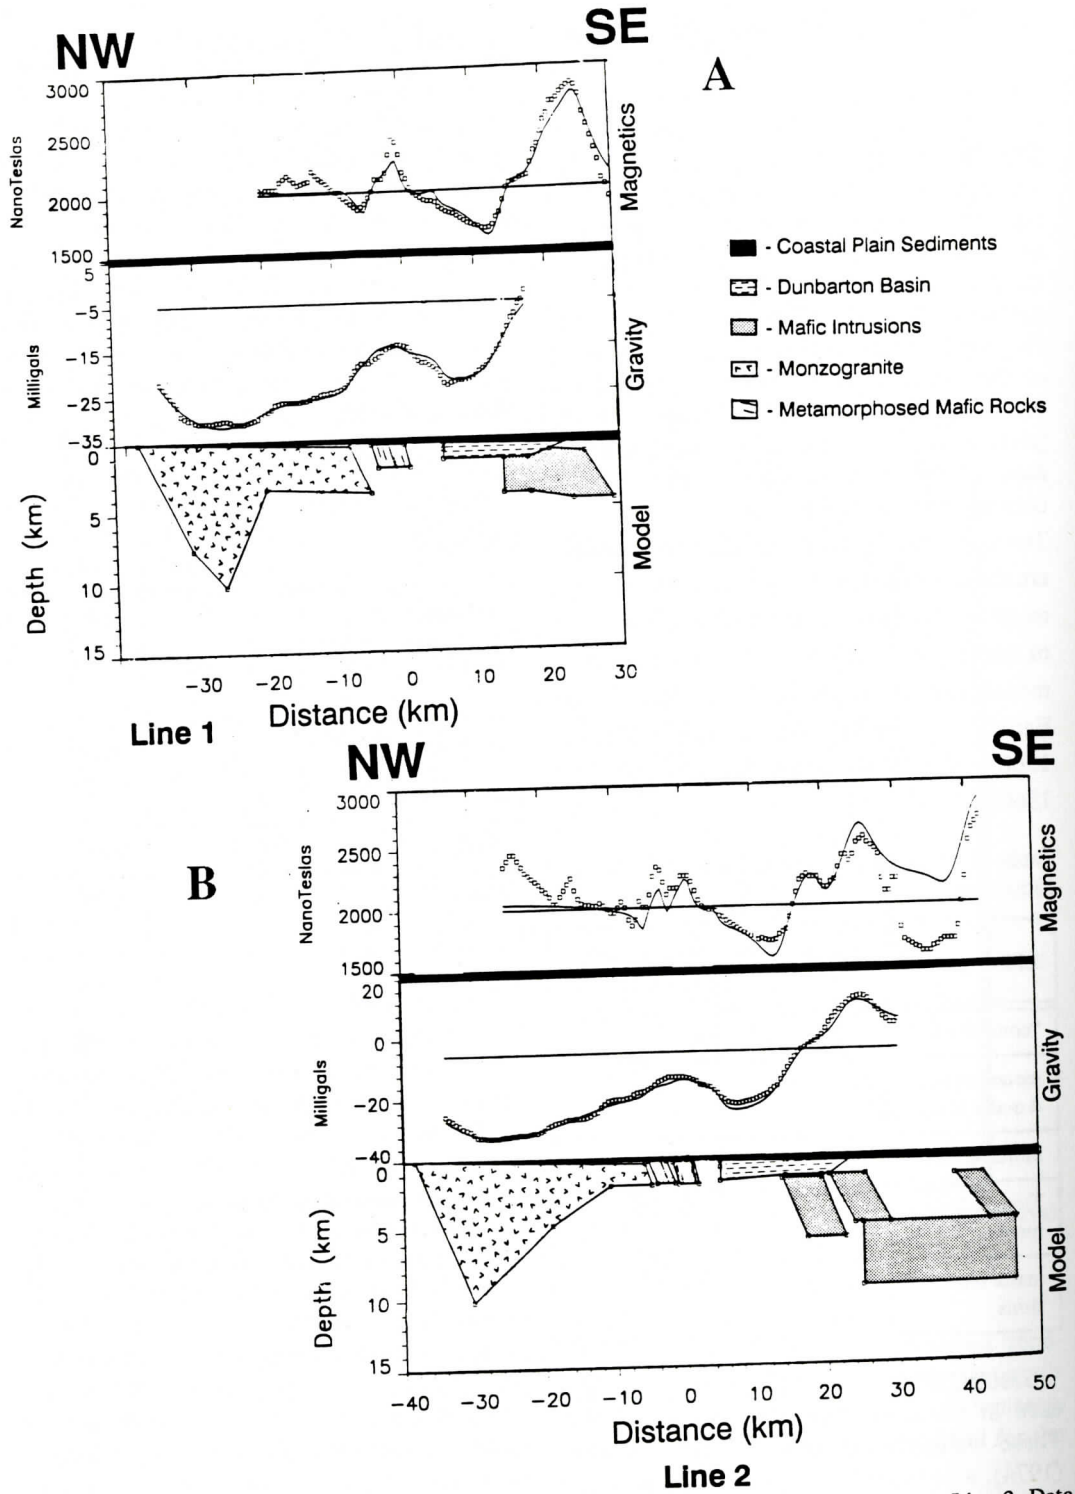 NW
SE
A
3000
2500
2000
1500
NanoTeslas
Magnetics
5
−5
−15
−25
−35
Milligals
Gravity
0
5
10
15
Depth (km)
Model
−30 −20 −10 0 10 20 30
Distance (km)
Line 1
- Coastal Plain Sediments
- Dunbarton Basin
- Mafic Intrusions
- Monzogranite
- Metamorphosed Mafic Rocks
NW
SE
B
3000
2500
2000
1500
NanoTeslas
Magnetics
20
0
−20
−40
Milligals
Gravity
0
5
10
15
Depth (km)
Model
−40 −30 −20 −10 0 10 20 30 40 50
Distance (km)
Line 2
Data